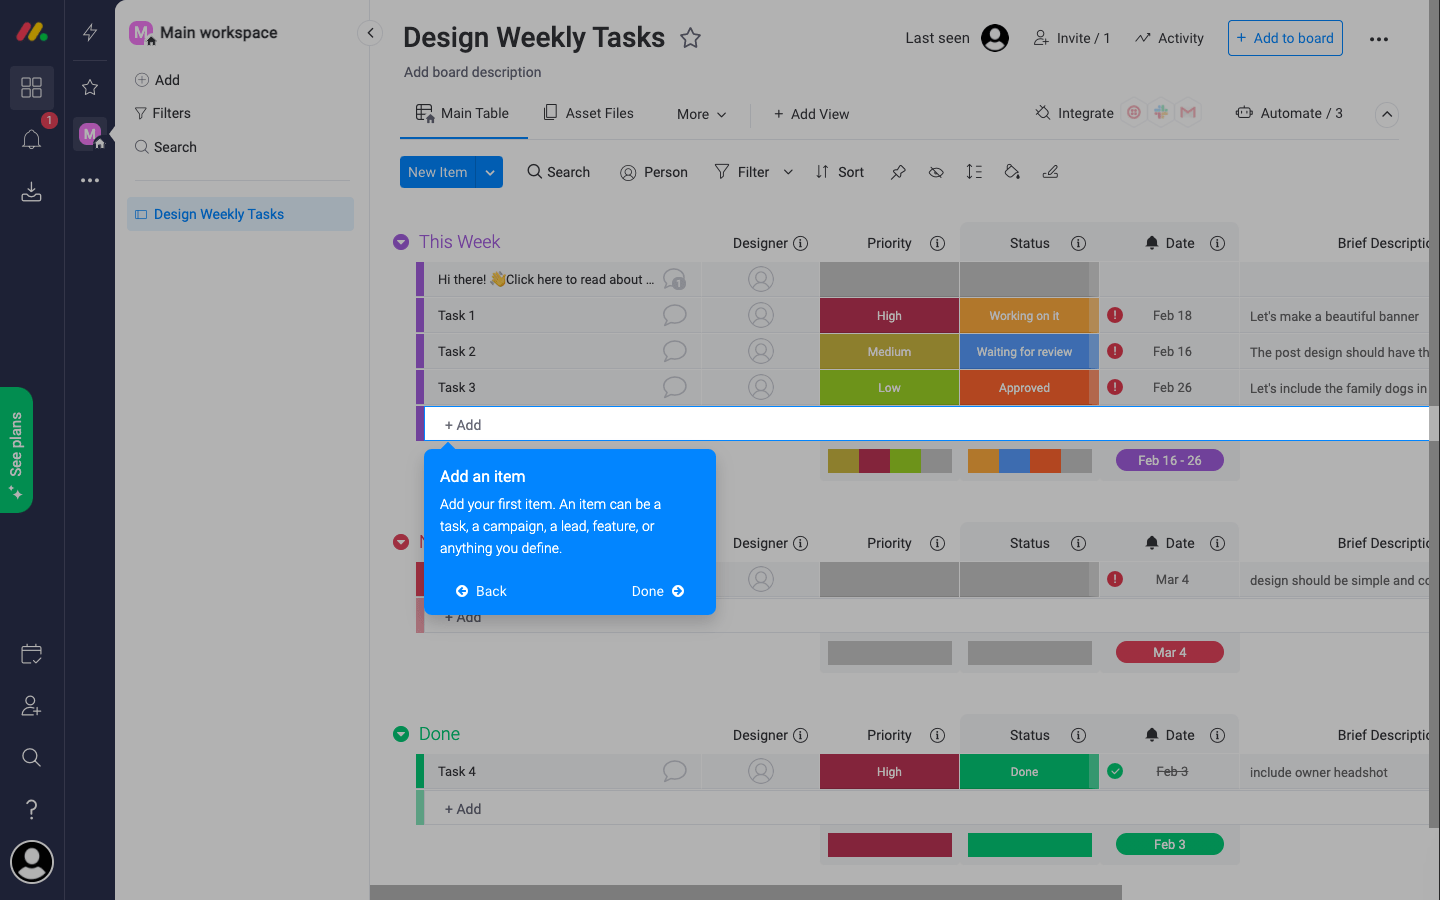 M Main workspace
Add
Filters
Search
Design Weekly Tasks
1
M
See plans
Design Weekly Tasks
Last seen
Invite / 1
Activity
+ Add to board
Add board description
Main Table
Asset Files
More
+ Add View
Integrate
Automate / 3
New Item
Search
Person
Filter
Sort
This Week
Designer
Priority
Status
Date
Brief Descriptio
Hi there! 👋Click here to read about ...
1
Task 1
High
Working on it
Feb 18
Let's make a beautiful banner
Task 2
Medium
Waiting for review
Feb 16
The post design should have th
Task 3
Low
Approved
Feb 26
Let's include the family dogs in
+ Add
Feb 16 - 26
Add an item
Add your first item. An item can be a
task, a campaign, a lead, feature, or
anything you define.
Back
Done
Designer
Priority
Status
Date
Brief Descriptio
Mar 4
design should be simple and co
+ Add
Mar 4
Done
Designer
Priority
Status
Date
Brief Descriptio
Task 4
High
Done
Feb 3
include owner headshot
+ Add
Feb 3